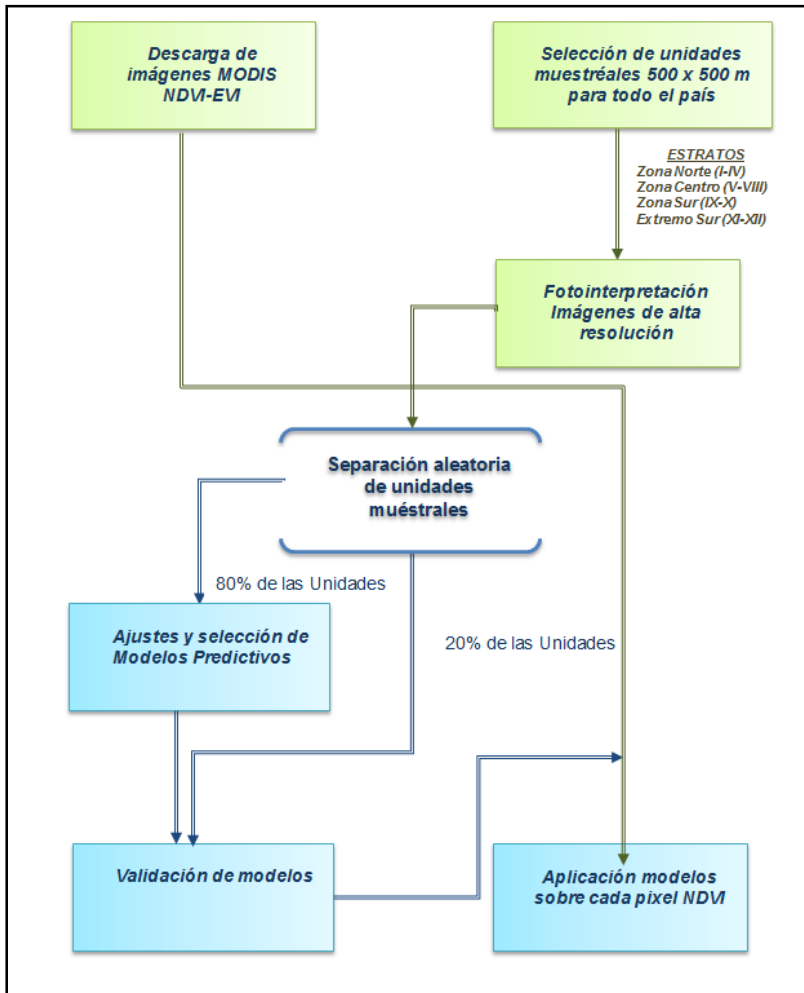 Descarga de
imágenes MODIS
NDVI-EVI
Selección de unidades
muestréales 500 x 500 m
para todo el país
ESTRATOS
Zona Norte (I-IV)
Zona Centro (V-VIII)
Zona Sur (IX-X)
Extremo Sur (XI-XII)
Fotointerpretación
Imágenes de alta
resolución
Separación aleatoria
de unidades
muéstrales
80% de las Unidades
Ajustes y selección de
Modelos Predictivos
20% de las Unidades
Validación de modelos
Aplicación modelos
sobre cada pixel NDVI